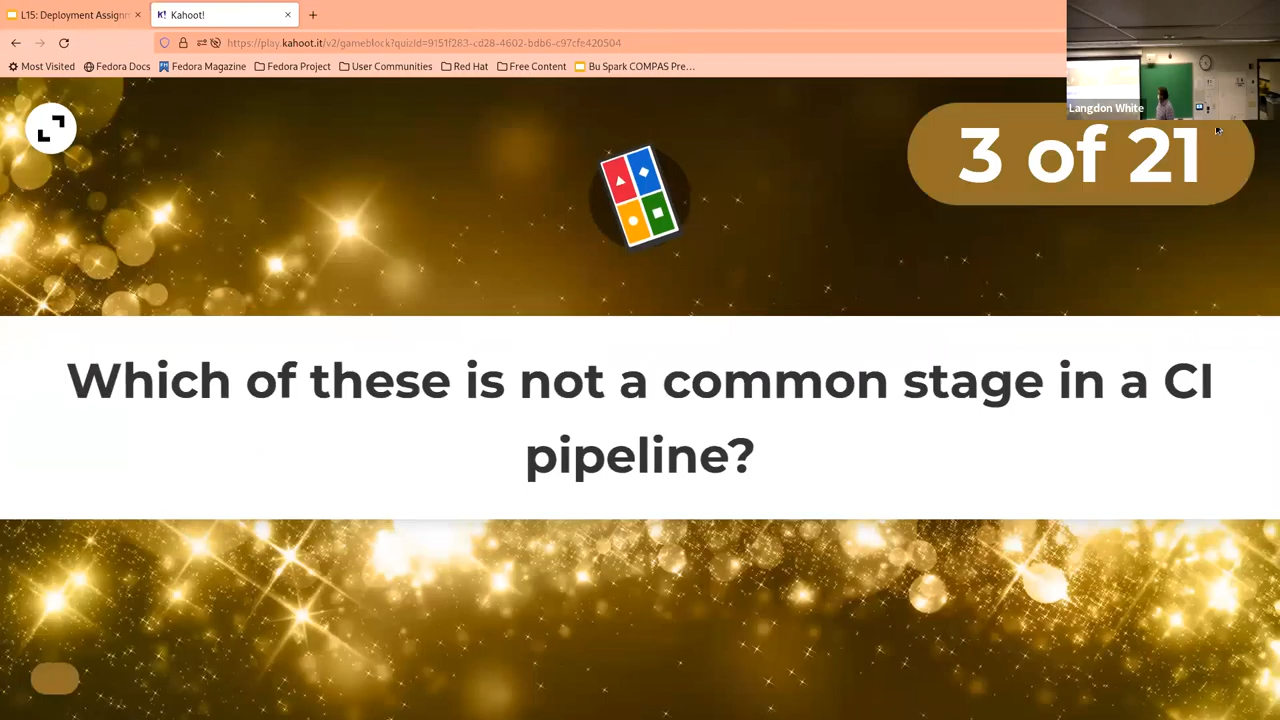 L15: Deployment Assignm
Kahoot!
https://play.kahoot.it/v2/gameblock?quizId=9151f283-cd28-4602-bdb6-c97cfe420504
Most Visited
Fedora Docs
Fedora Magazine
Fedora Project
User Communities
Red Hat
Free Content
Bu Spark COMPAS Pre...
Langdon White
3 of 21
Which of these is not a common stage in a CI
pipeline?